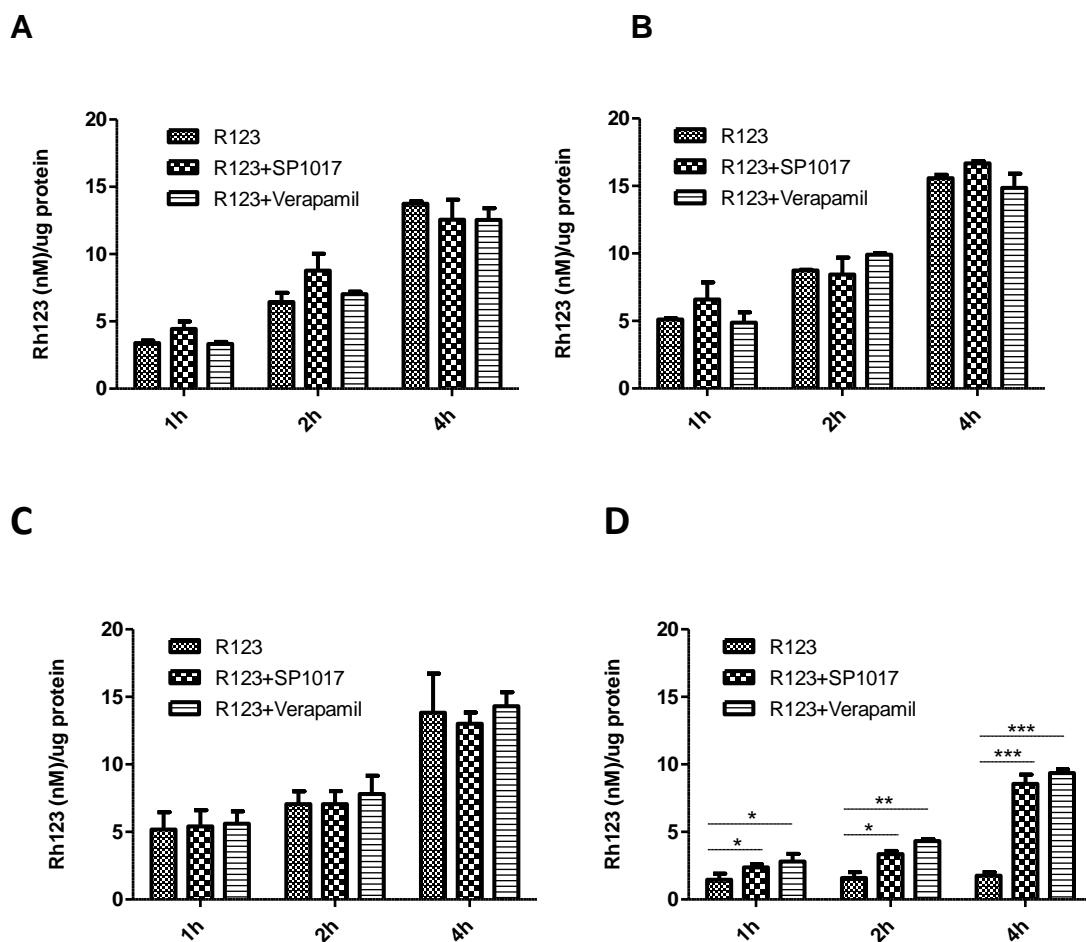 A
Rh123 (nM)/ug protein
20
15
10
5
0
R123
R123+SP1017
R123+Verapamil
1h
2h
4h
B
Rh123 (nM)/ug protein
20
15
10
5
0
R123
R123+SP1017
R123+Verapamil
1h
2h
4h
C
Rh123 (nM)/ug protein
20
15
10
5
0
R123
R123+SP1017
R123+Verapamil
1h
2h
4h
D
Rh123 (nM)/ug protein
20
15
10
5
0
R123
R123+SP1017
R123+Verapamil
*
*
**
*
***
***
1h
2h
4h